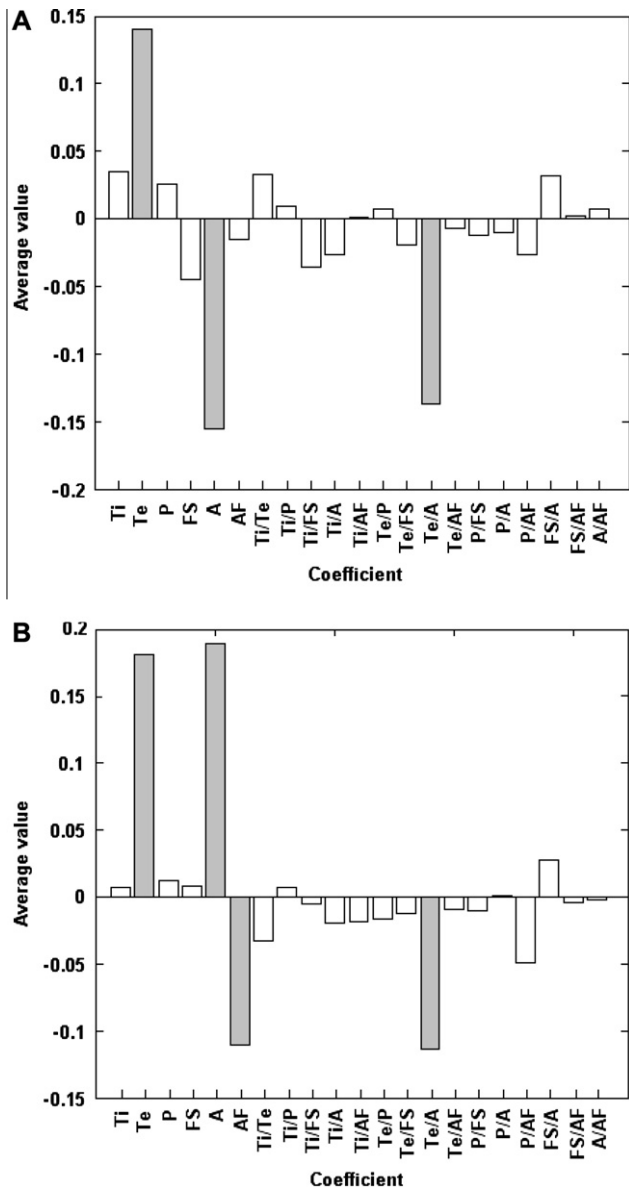 A
0.15
0.1
0.05
0
-0.05
-0.1
-0.15
-0.2
Average value
Ti
Te
P
FS
A
AF
Ti/Te
Ti/P
Ti/FS
Ti/A
Ti/AF
Te/P
Te/FS
Te/A
Te/AF
P/FS
P/A
P/AF
FS/A
FS/AF
A/AF
Coefficient
B
0.2
0.15
0.1
0.05
0
-0.05
-0.1
-0.15
Average value
Ti
Te
P
FS
A
AF
Ti/Te
Ti/P
Ti/FS
Ti/A
Ti/AF
Te/P
Te/FS
Te/A
Te/AF
P/FS
P/A
P/AF
FS/A
FS/AF
A/AF
Coefficient